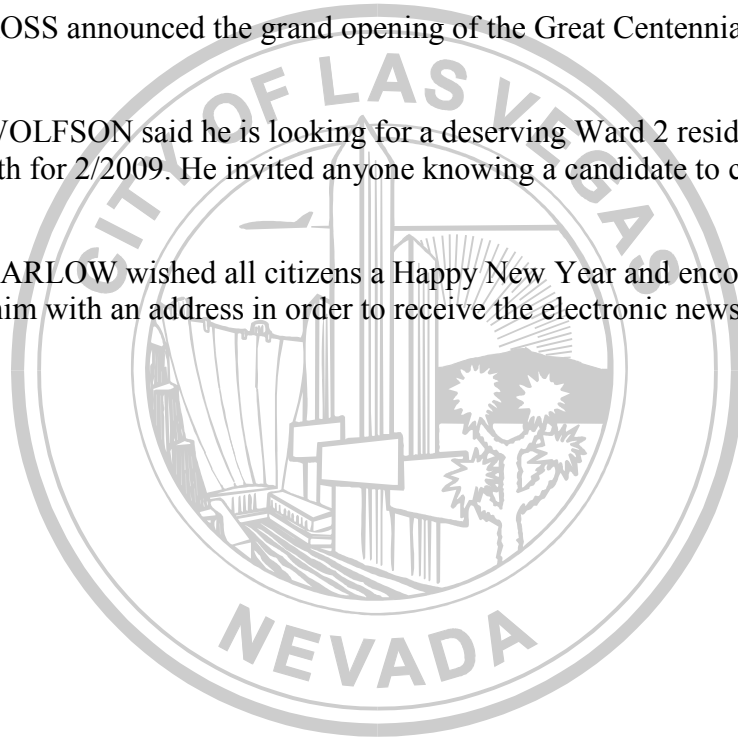 OSS announced the grand opening of the Great Centennia
CITY OF LAS VEGAS
WOLFSON said he is looking for a deserving Ward 2 resid
th for 2/2009. He invited anyone knowing a candidate to c
ARLOW wished all citizens a Happy New Year and enco
him with an address in order to receive the electronic news
NEVADA